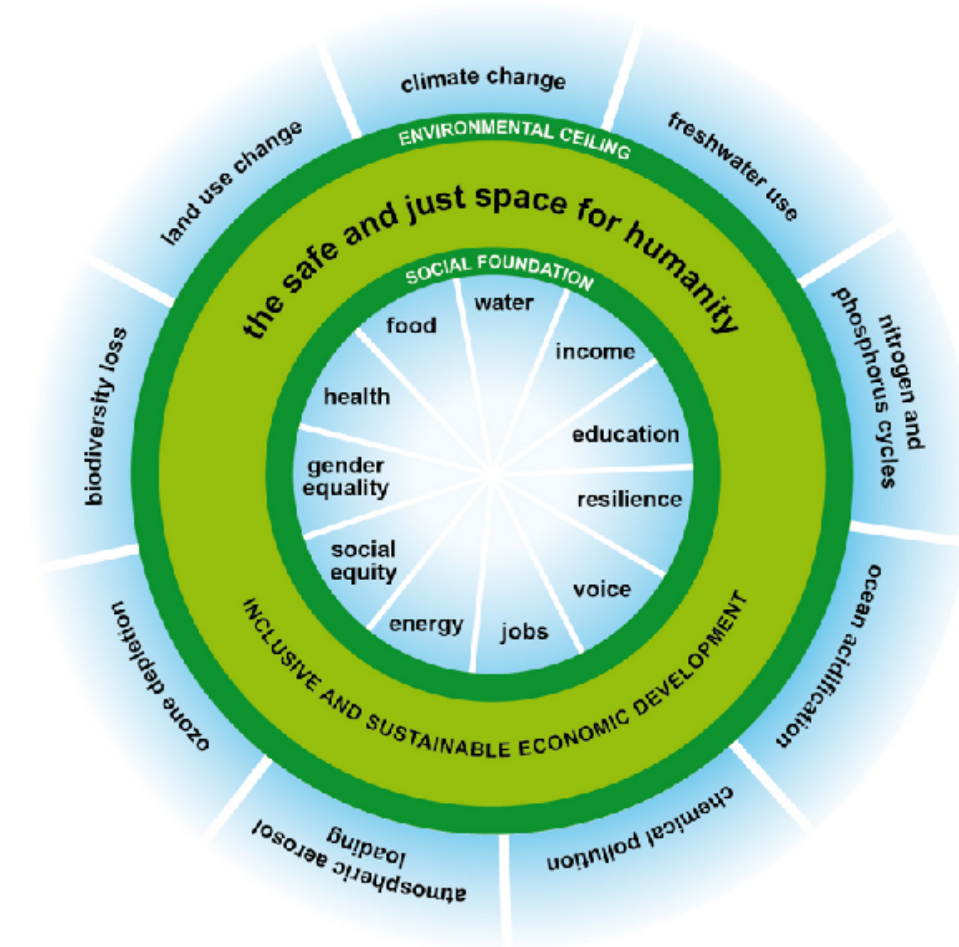 climate change
freshwater use
nitrogen and
phosphorus cycles
ocean acidification
chemical pollution
atmospheric aerosol
loading
ozone depletion
biodiversity loss
land use change
ENVIRONMENTAL CEILING
the safe and just space for humanity
SOCIAL FOUNDATION
water
income
education
resilience
voice
jobs
energy
social
equity
gender
equality
health
food
INCLUSIVE AND SUSTAINABLE ECONOMIC DEVELOPMENT